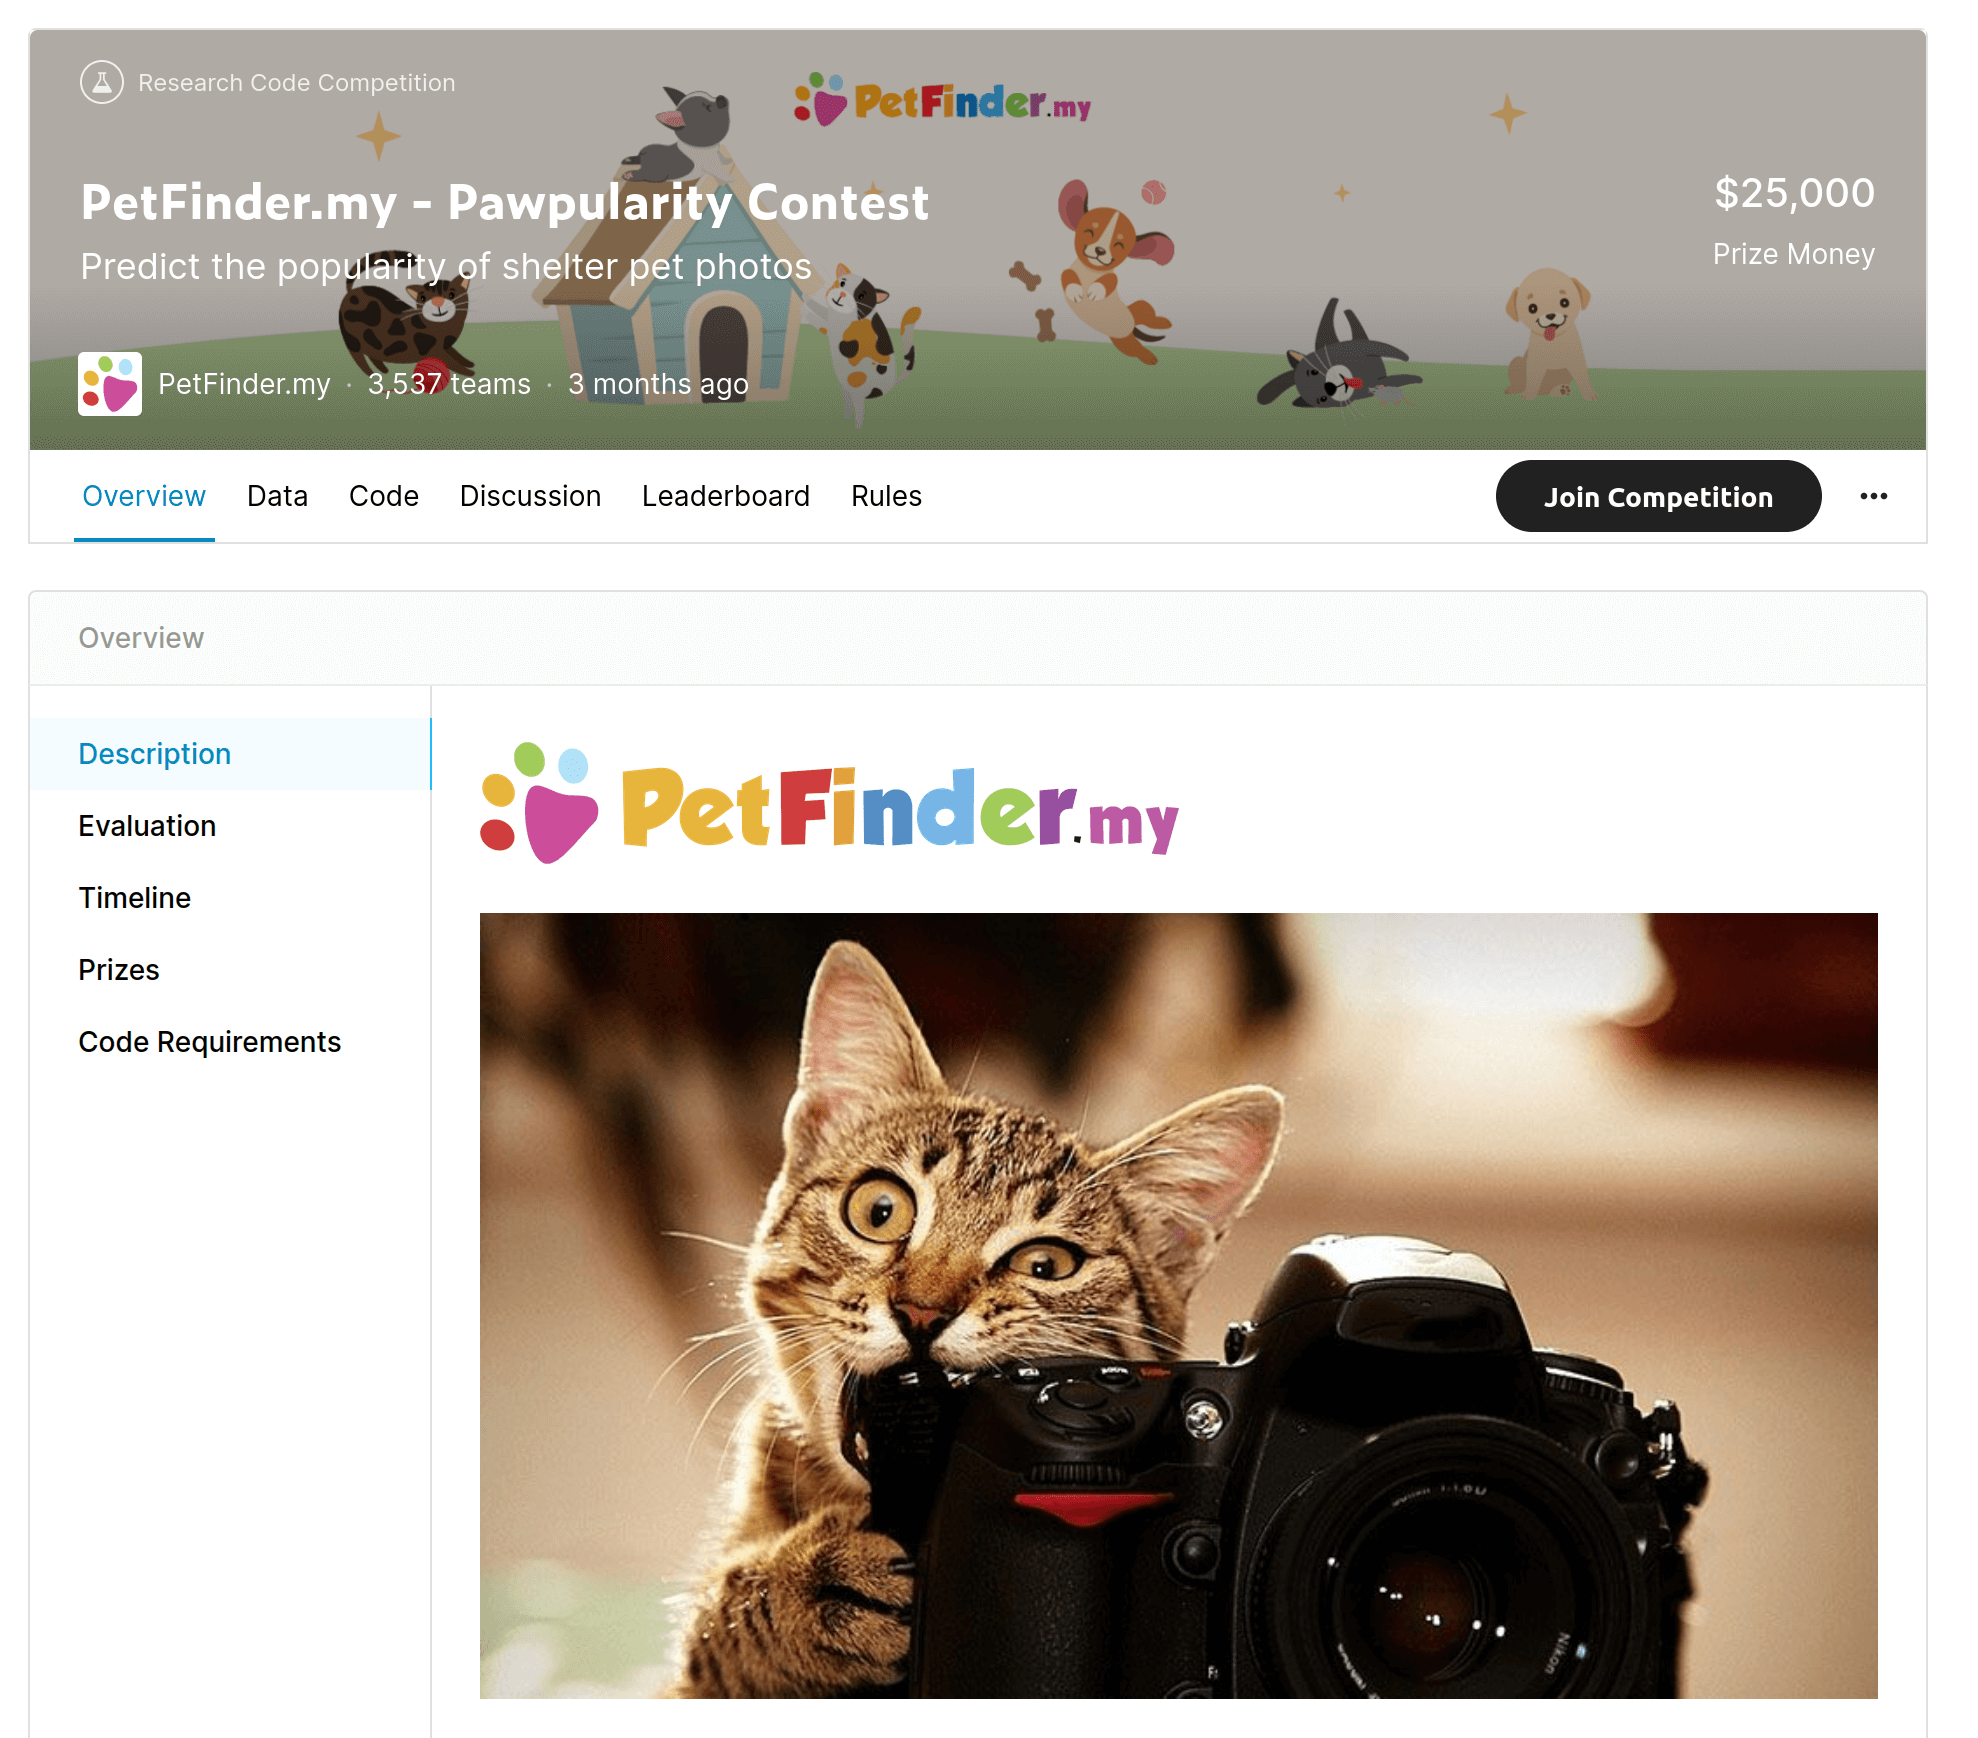 Research Code Competition
PetFinder.my
PetFinder.my - Pawpularity Contest
$25,000
Predict the popularity of shelter pet photos
Prize Money
PetFinder.my · 3,537 teams · 3 months ago
Overview Data Code Discussion Leaderboard Rules Join Competition
Overview
Description
Evaluation
Timeline
Prizes
Code Requirements
PetFinder.my
Nikon